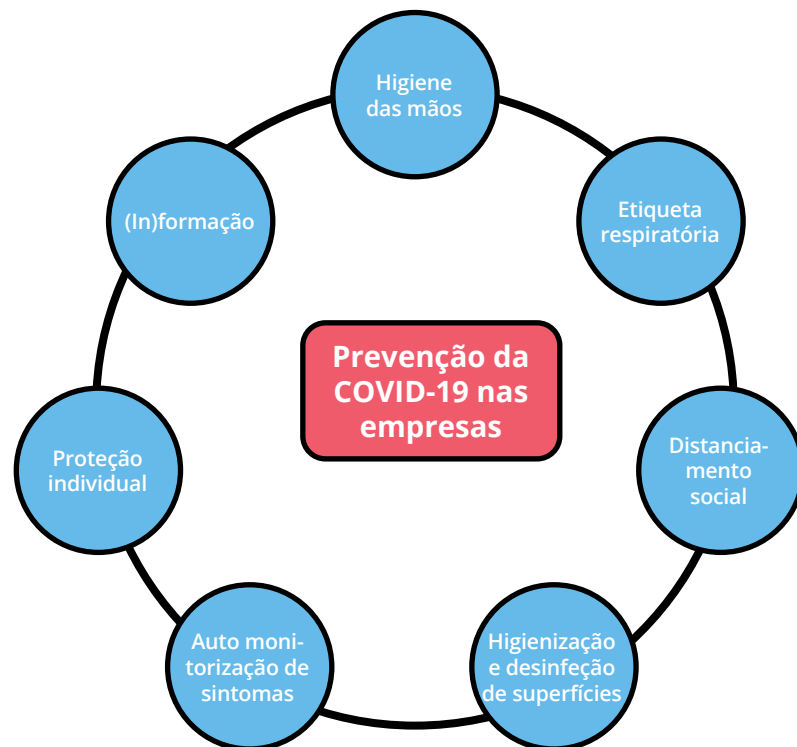 Higiene
das mãos
Etiqueta
respiratória
Distancia-
mento
social
Higienização
e desinfeção
de superfícies
Auto moni-
torização de
sintomas
Proteção
individual
(In)formação
Prevenção da
COVID-19 nas
empresas